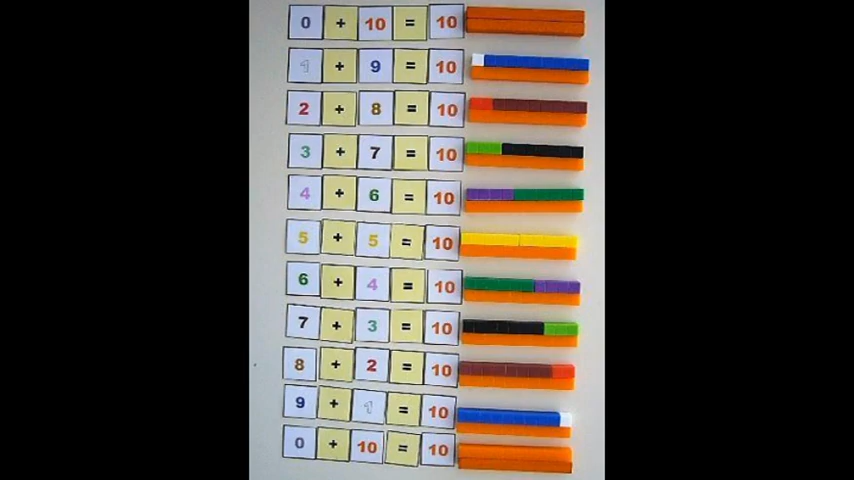 0 + 10 = 10
1 + 9 = 10
2 + 8 = 10
3 + 7 = 10
4 + 6 = 10
5 + 5 = 10
6 + 4 = 10
7 + 3 = 10
8 + 2 = 10
9 + 1 = 10
0 + 10 = 10